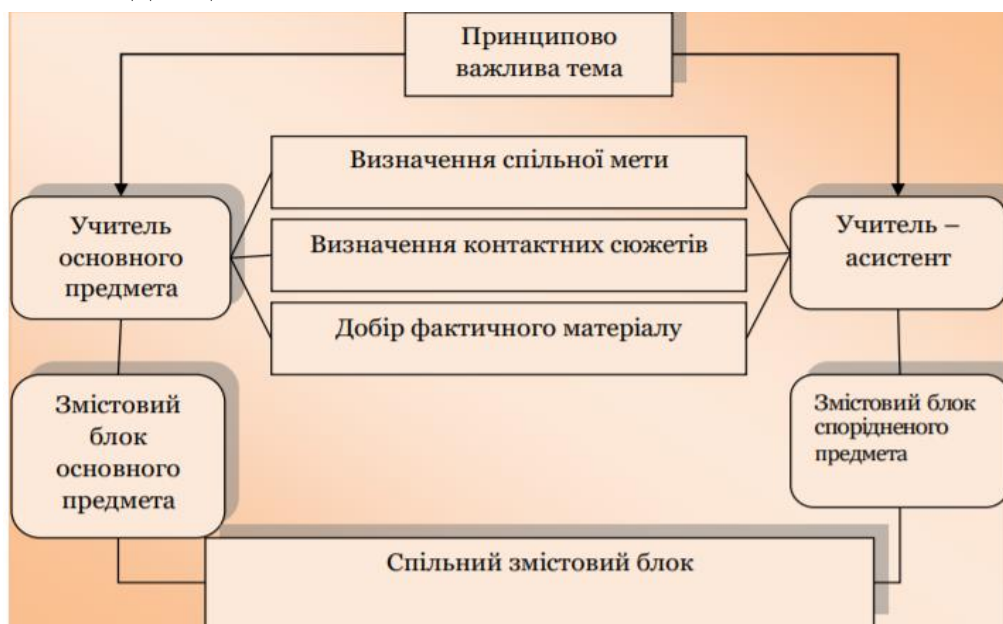 Принципово
важлива тема
Визначення спільної мети
Учитель
основного
предмета
Визначення контактних сюжетів
Учитель –
асистент
Добір фактичного матеріалу
Змістовий
блок
основного
предмета
Змістовий блок
спорідненого
предмета
Спільний змістовий блок